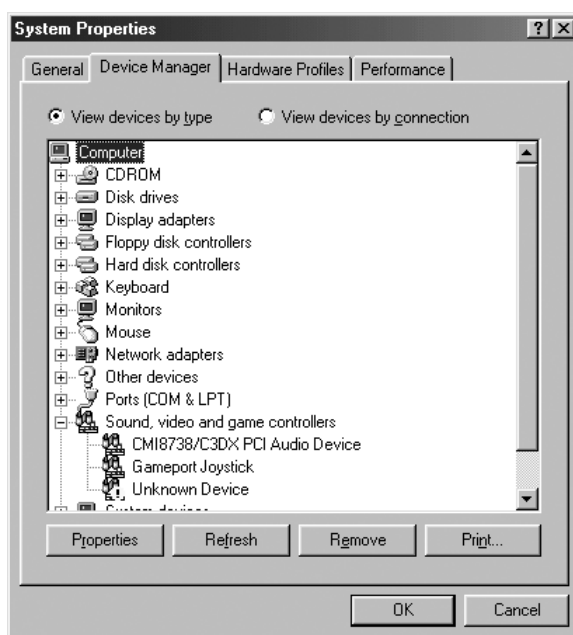 System Properties
General Device Manager Hardware Profiles Performance
View devices by type View devices by connection
Computer
CDROM
Disk drives
Display adapters
Floppy disk controllers
Hard disk controllers
Keyboard
Monitors
Mouse
Network adapters
Other devices
Ports (COM & LPT)
Sound, video and game controllers
CMI8738/C3DX PCI Audio Device
Gameport Joystick
Unknown Device
System devices
Properties Refresh Remove Print...
OK Cancel